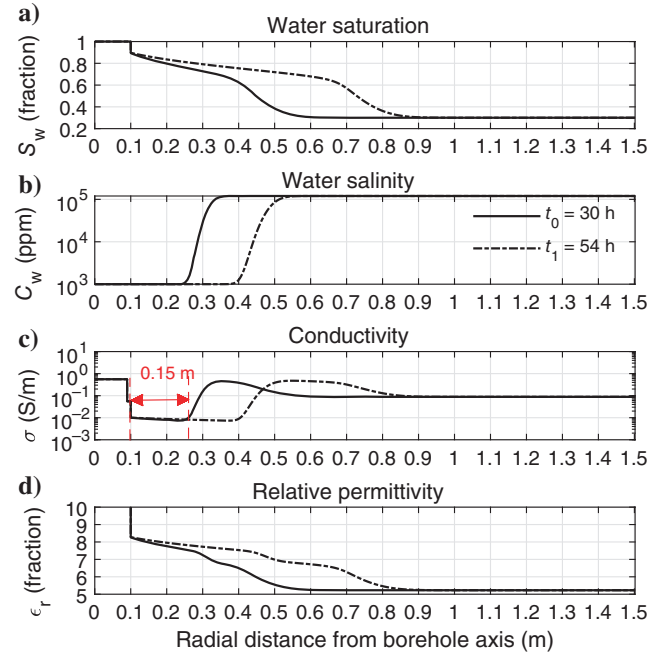 a) Water saturation
S_w (fraction)
1
0.8
0.6
0.4
0.2
0 0.1 0.2 0.3 0.4 0.5 0.6 0.7 0.8 0.9 1 1.1 1.2 1.3 1.4 1.5
b) Water salinity
C_w (ppm)
10^5
10^4
10^3
t_0 = 30 h
t_1 = 54 h
0 0.1 0.2 0.3 0.4 0.5 0.6 0.7 0.8 0.9 1 1.1 1.2 1.3 1.4 1.5
c) Conductivity
σ (S/m)
10^1
10^0
10^−1
10^−2
10^−3
0.15 m
0 0.1 0.2 0.3 0.4 0.5 0.6 0.7 0.8 0.9 1 1.1 1.2 1.3 1.4 1.5
d) Relative permittivity
ϵ_r (fraction)
10
9
8
7
6
5
0 0.1 0.2 0.3 0.4 0.5 0.6 0.7 0.8 0.9 1 1.1 1.2 1.3 1.4 1.5
Radial distance from borehole axis (m)